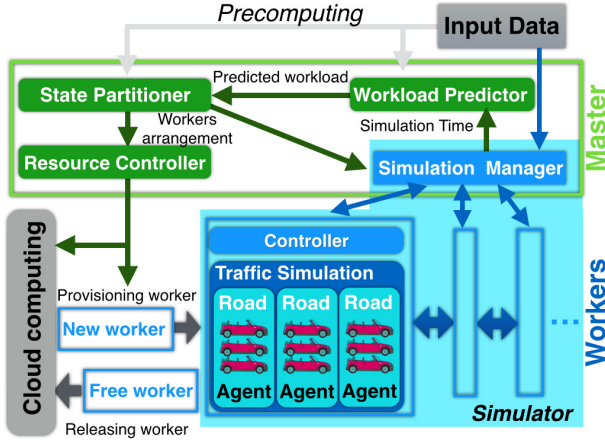 Precomputing
Input Data
Predicted workload
State Partitioner
Workload Predictor
Workers
arrangement
Simulation Time
Resource Controller
Simulation Manager
Master
Controller
Traffic Simulation
Road Road Road
Agent Agent Agent
Provisioning worker
New worker
Free worker
Releasing worker
Cloud computing
...
Workers
Simulator